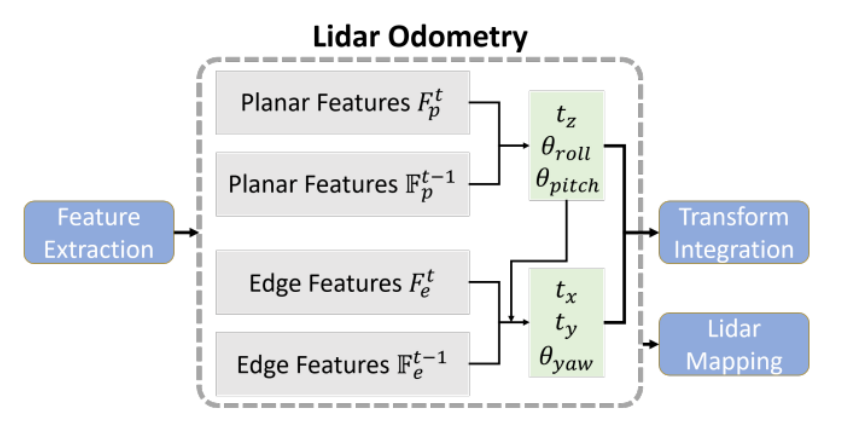 Lidar Odometry
Planar Features $F_p^t$
Planar Features $\mathbb{F}_p^{t-1}$
Feature
Extraction
Edge Features $F_e^t$
Edge Features $\mathbb{F}_e^{t-1}$
$t_z$
$\theta_{roll}$
$\theta_{pitch}$
$t_x$
$t_y$
$\theta_{yaw}$
Transform
Integration
Lidar
Mapping